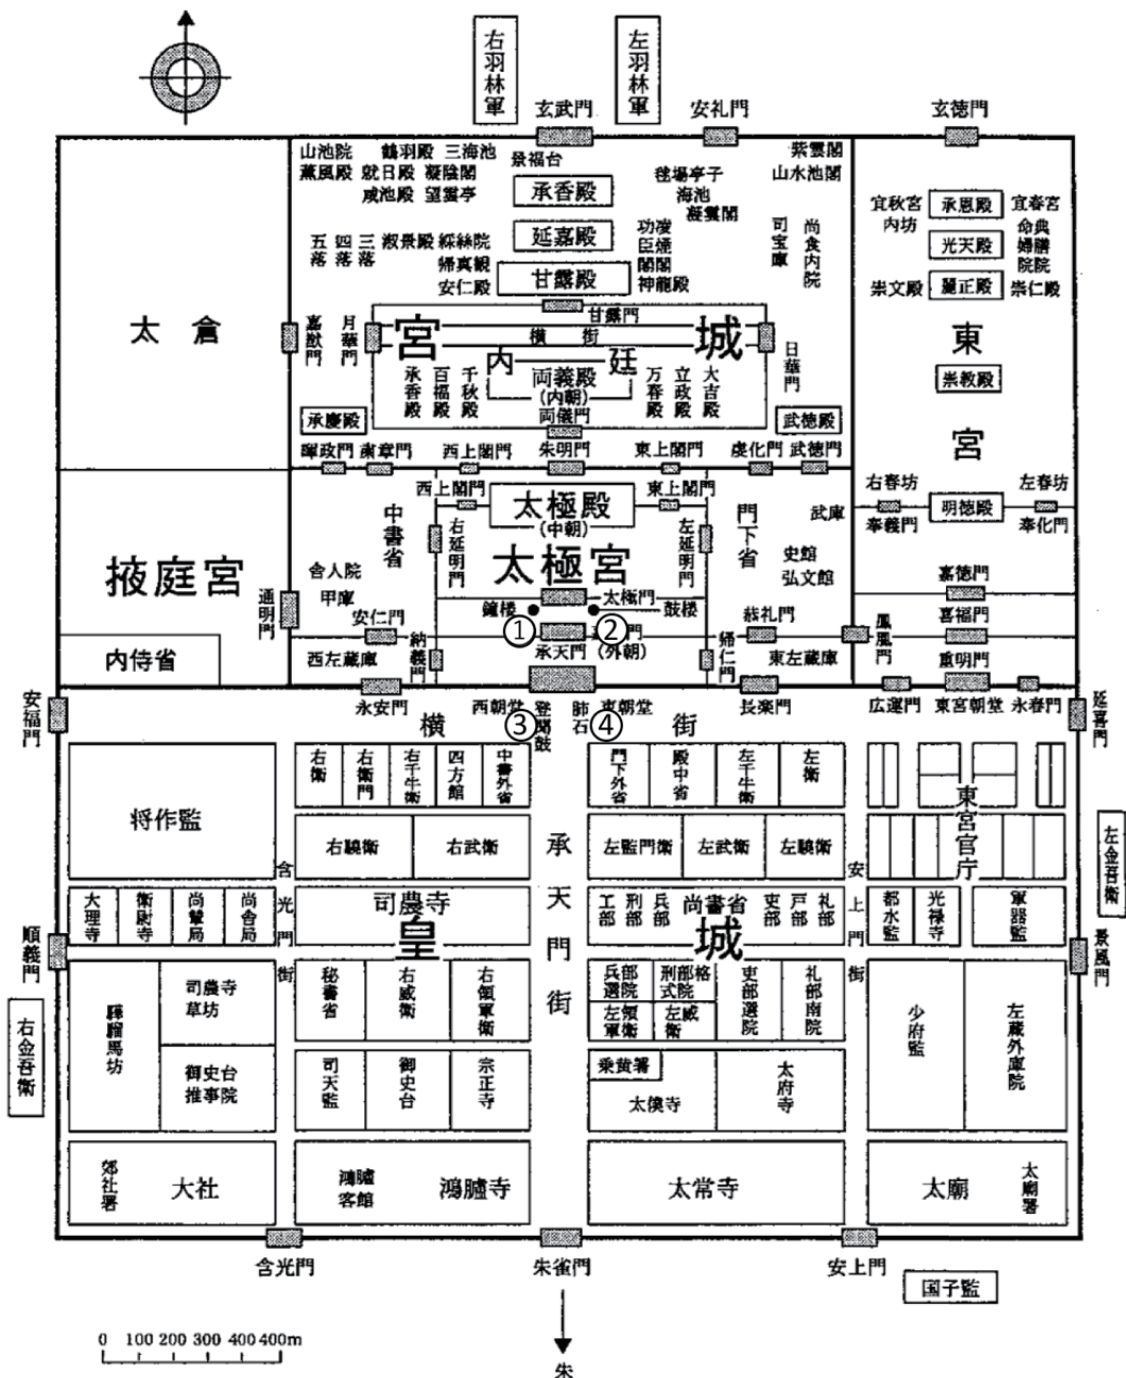 右羽林軍
左羽林軍
玄武門
安礼門
玄徳門
山池院
鶴羽殿
三海池
景福台
紫雲閣
薫風殿
就日殿
凝陰閣
承香殿
毬場亭子
山水池閣
咸池殿
望雲亭
海池
凝雲閣
宜秋宮
内坊
承恩殿
宜春宮
命婦院
典膳院
五落
四落
三落
淑景殿
綵絲院
延嘉殿
功臣閣
凌煙閣
司宝庫
尚食内院
光天殿
帰真観
安仁殿
甘露殿
神龍殿
崇文殿
麗正殿
崇仁殿
太倉
嘉猷門
月華門
宮城
甘露門
横街
日華門
東宮
内廷
両義殿
(内朝)
承香殿
百福殿
千秋殿
万春殿
立政殿
大吉殿
崇教殿
両儀門
承慶殿
武徳殿
暉政門
粛章門
西上閣門
朱明門
東上閣門
虔化門
武徳門
西上閣門
太極殿
(中朝)
東上閣門
右春坊
左春坊
奉義門
明徳殿
奉化門
中書省
右延明門
左延明門
門下省
武庫
掖庭宮
太極宮
史館
弘文館
舎人院
甲庫
通明門
鐘楼
太極門
鼓楼
嘉徳門
安仁門
①
②
恭礼門
鳳凰門
喜福門
内侍省
西左蔵庫
納義門
承天門
(外朝)
帰仁門
東左蔵庫
重明門
安福門
永安門
西朝堂
登聞鼓
肺石
東朝堂
長楽門
広運門
東宮朝堂
永春門
延喜門
横街
③
④
将作監
右衛
右衛門
右千牛衛
四方館
中書外省
門下外省
殿中省
左千牛衛
左衛
東宮官庁
右驍衛
右武衛
承天門街
左監門衛
左武衛
左驍衛
左金吾衛
含光門街
安上門街
大理寺
衛尉寺
尚輦局
尚舎局
司農寺
工部
刑部
兵部
尚書省
吏部
戸部
礼部
都水監
光禄寺
軍器監
皇城
順義門
景風門
驊騮馬坊
司農寺
草坊
秘書省
右威衛
右領軍衛
兵部選院
刑部格式院
左領軍衛
左威衛
吏部選院
礼部南院
少府監
左蔵外庫院
右金吾衛
御史台
推事院
司天監
御史台
宗正寺
乗黄署
太僕寺
太府寺
郊社署
大社
鴻臚客館
鴻臚寺
太常寺
太廟
太廟署
含光門
朱雀門
安上門
国子監
0 100 200 300 400 400m
朱